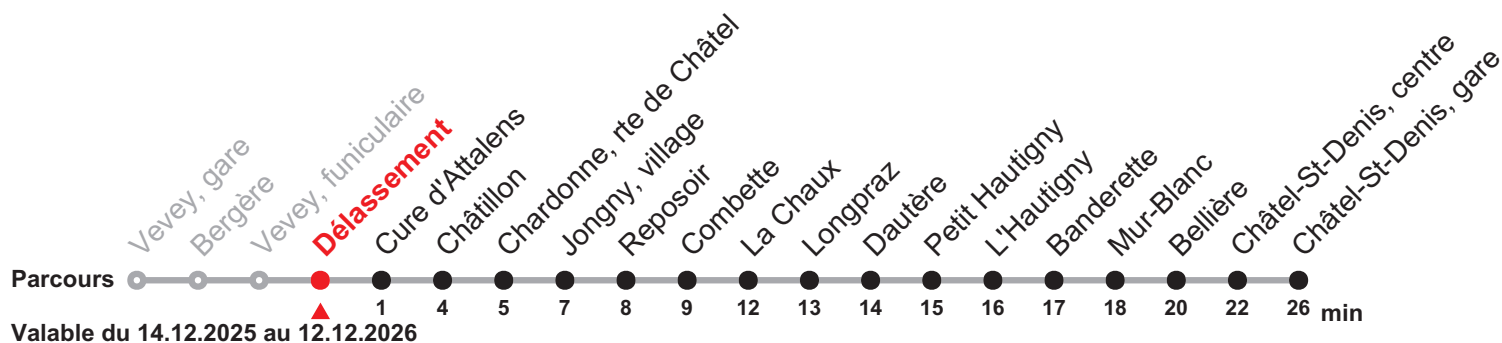 Vevey, gare
Bergère
Vevey, funiculaire
Délassement
Cure d'Attalens
Châtillon
Chardonne, rte de Châtel
Jongny, village
Reposoir
Combette
La Chaux
Longpraz
Dautère
Petit Hautigny
L'Hautigny
Banderette
Mur-Blanc
Bellière
Châtel-St-Denis, centre
Châtel-St-Denis, gare
Parcours
1 4 5 7 8 9 12 13 14 15 16 17 18 20 22 26 min
Valable du 14.12.2025 au 12.12.2026